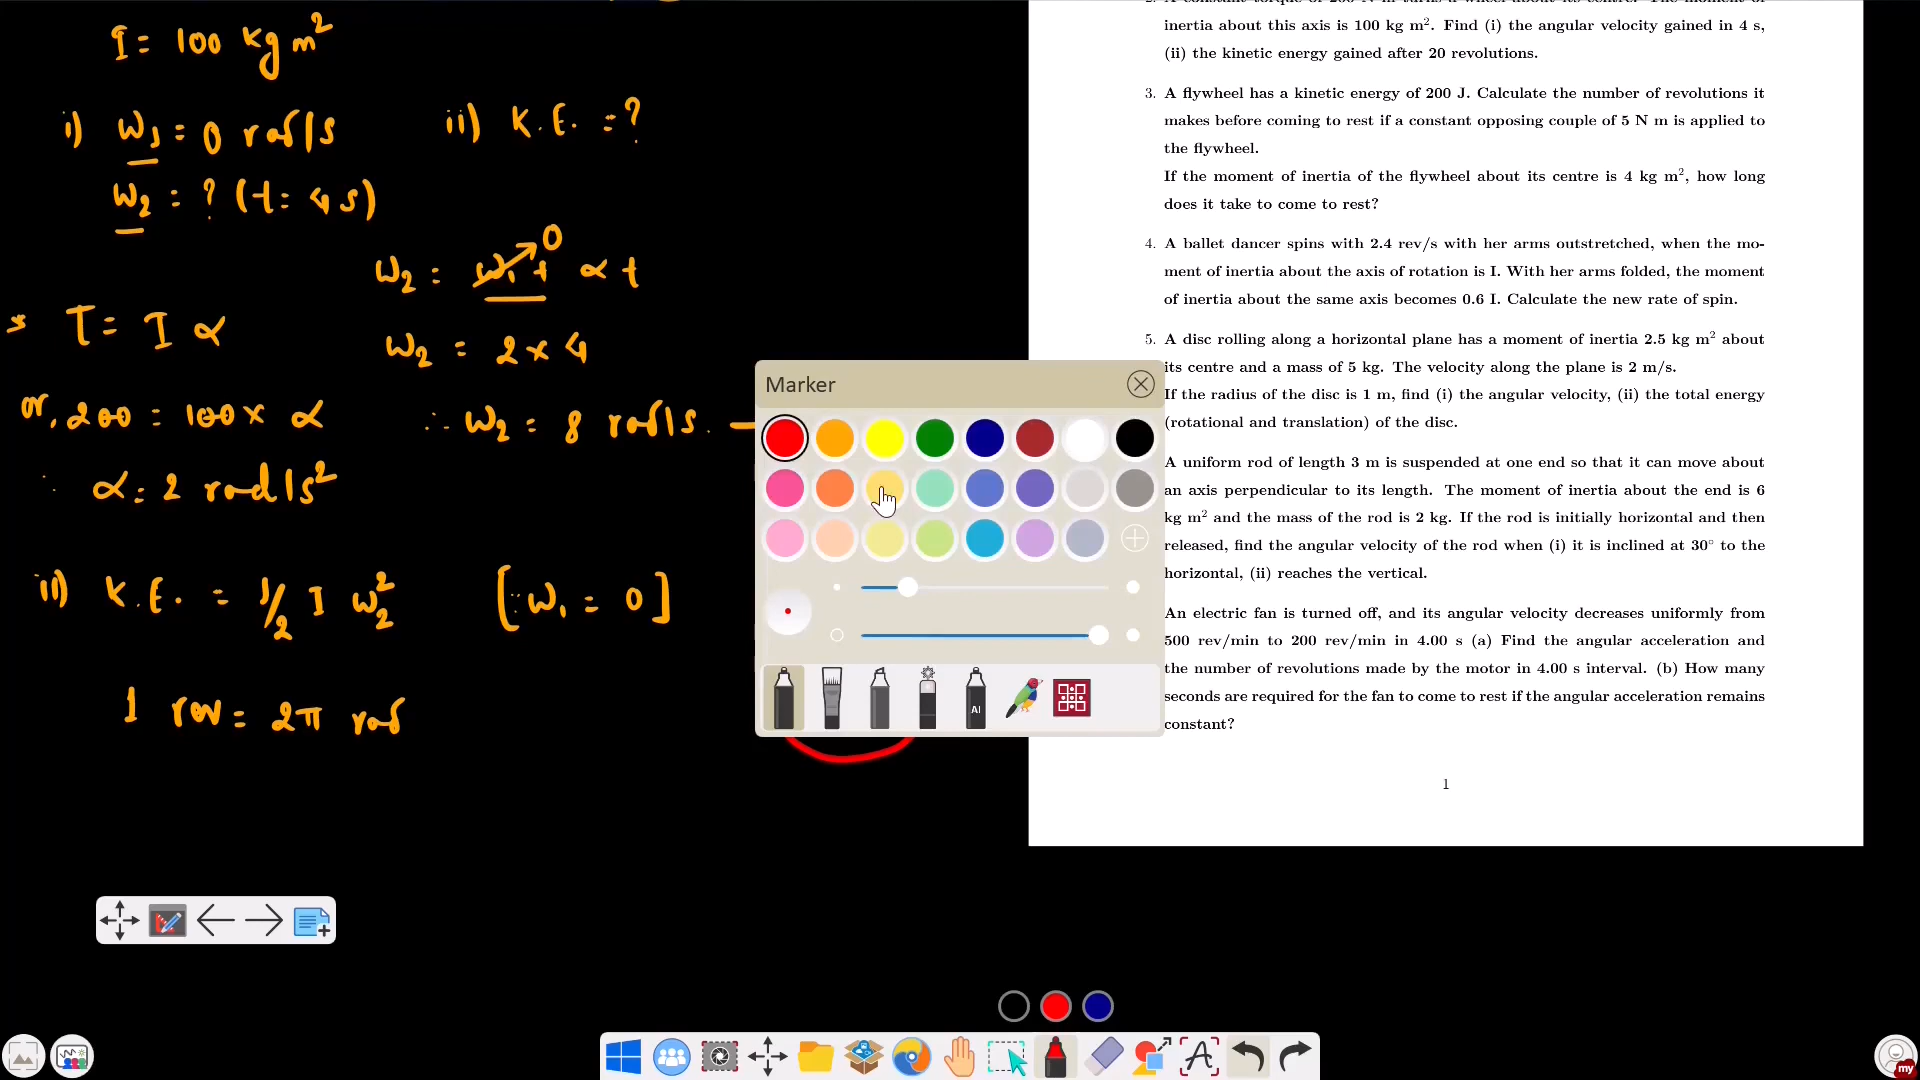 I = 100 kg m²
i) ω₁ = 0 rad/s
ii) K.E. = ?
ω₂ = ? (t = 4 s)
ω₂ = ω₁ + αt
0
τ = I α
ω₂ = 2 × 4
or, 200 = 100 × α
∴ ω₂ = 8 rad/s.
α = 2 rad/s²
ii) K.E. = 1/2 I ω₂² [∵ ω₁ = 0]
1 rev = 2π rad
Marker
AI
inertia about this axis is 100 kg m². Find (i) the angular velocity gained in 4 s,
(ii) the kinetic energy gained after 20 revolutions.
3. A flywheel has a kinetic energy of 200 J. Calculate the number of revolutions it
makes before coming to rest if a constant opposing couple of 5 N m is applied to
the flywheel.
If the moment of inertia of the flywheel about its centre is 4 kg m², how long
does it take to come to rest?
4. A ballet dancer spins with 2.4 rev/s with her arms outstretched, when the mo-
ment of inertia about the axis of rotation is I. With her arms folded, the moment
of inertia about the same axis becomes 0.6 I. Calculate the new rate of spin.
5. A disc rolling along a horizontal plane has a moment of inertia 2.5 kg m² about
its centre and a mass of 5 kg. The velocity along the plane is 2 m/s.
If the radius of the disc is 1 m, find (i) the angular velocity, (ii) the total energy
(rotational and translation) of the disc.
A uniform rod of length 3 m is suspended at one end so that it can move about
an axis perpendicular to its length. The moment of inertia about the end is 6
kg m² and the mass of the rod is 2 kg. If the rod is initially horizontal and then
released, find the angular velocity of the rod when (i) it is inclined at 30° to the
horizontal, (ii) reaches the vertical.
An electric fan is turned off, and its angular velocity decreases uniformly from
500 rev/min to 200 rev/min in 4.00 s (a) Find the angular acceleration and
the number of revolutions made by the motor in 4.00 s interval. (b) How many
seconds are required for the fan to come to rest if the angular acceleration remains
constant?
1
my